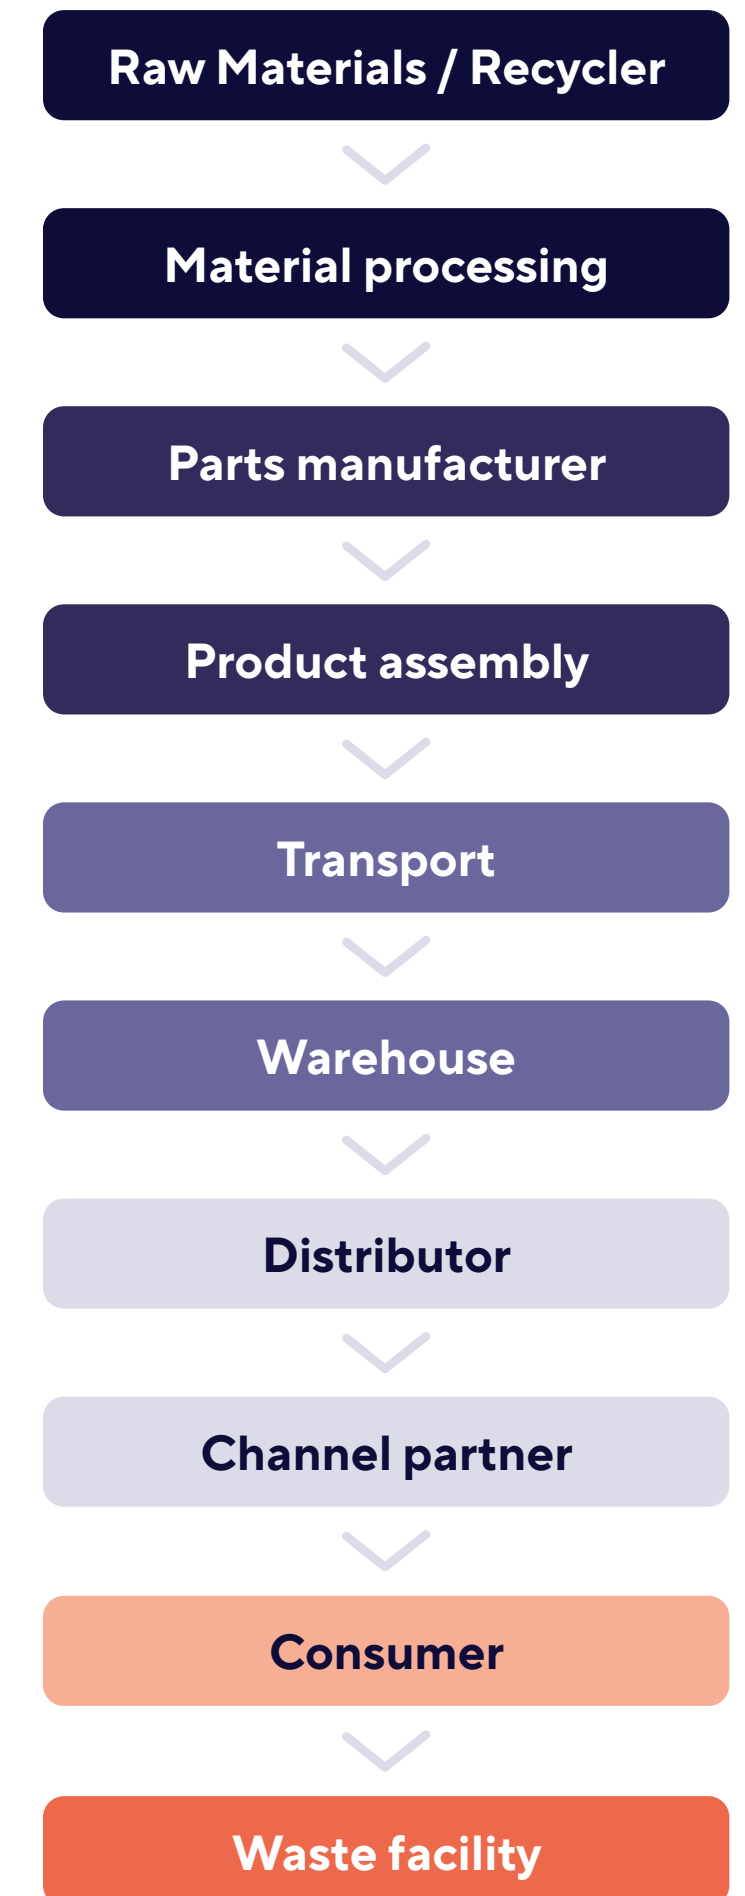 Raw Materials / Recycler
Material processing
Parts manufacturer
Product assembly
Transport
Warehouse
Distributor
Channel partner
Consumer
Waste facility